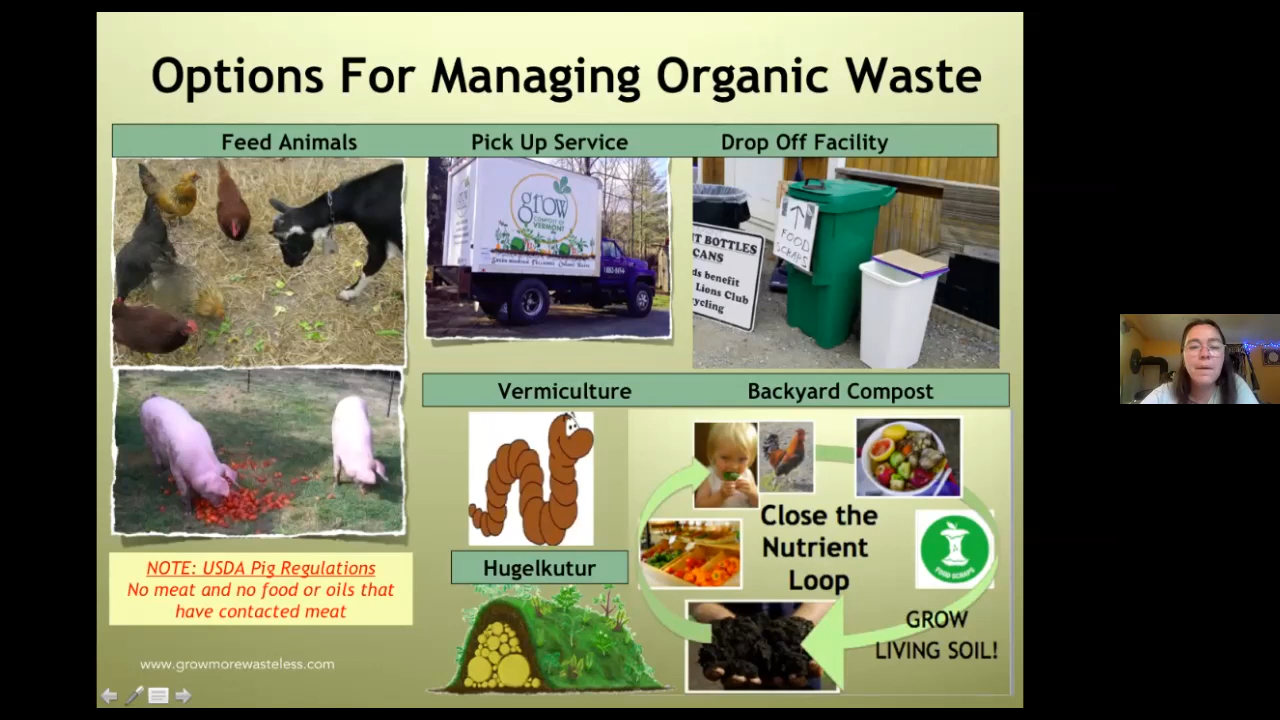 Options For Managing Organic Waste
Feed Animals
Pick Up Service
Drop Off Facility
grow
COMPOST OF
VERMONT
FOOD
SCRAPS
BOTTLES
CANS
benefit
Lions Club
Vermiculture
Backyard Compost
Close the
Nutrient
Loop
FOOD SCRAPS
Hugelkutur
GROW
LIVING SOIL!
NOTE: USDA Pig Regulations
No meat and no food or oils that
have contacted meat
www.growmorewasteless.com